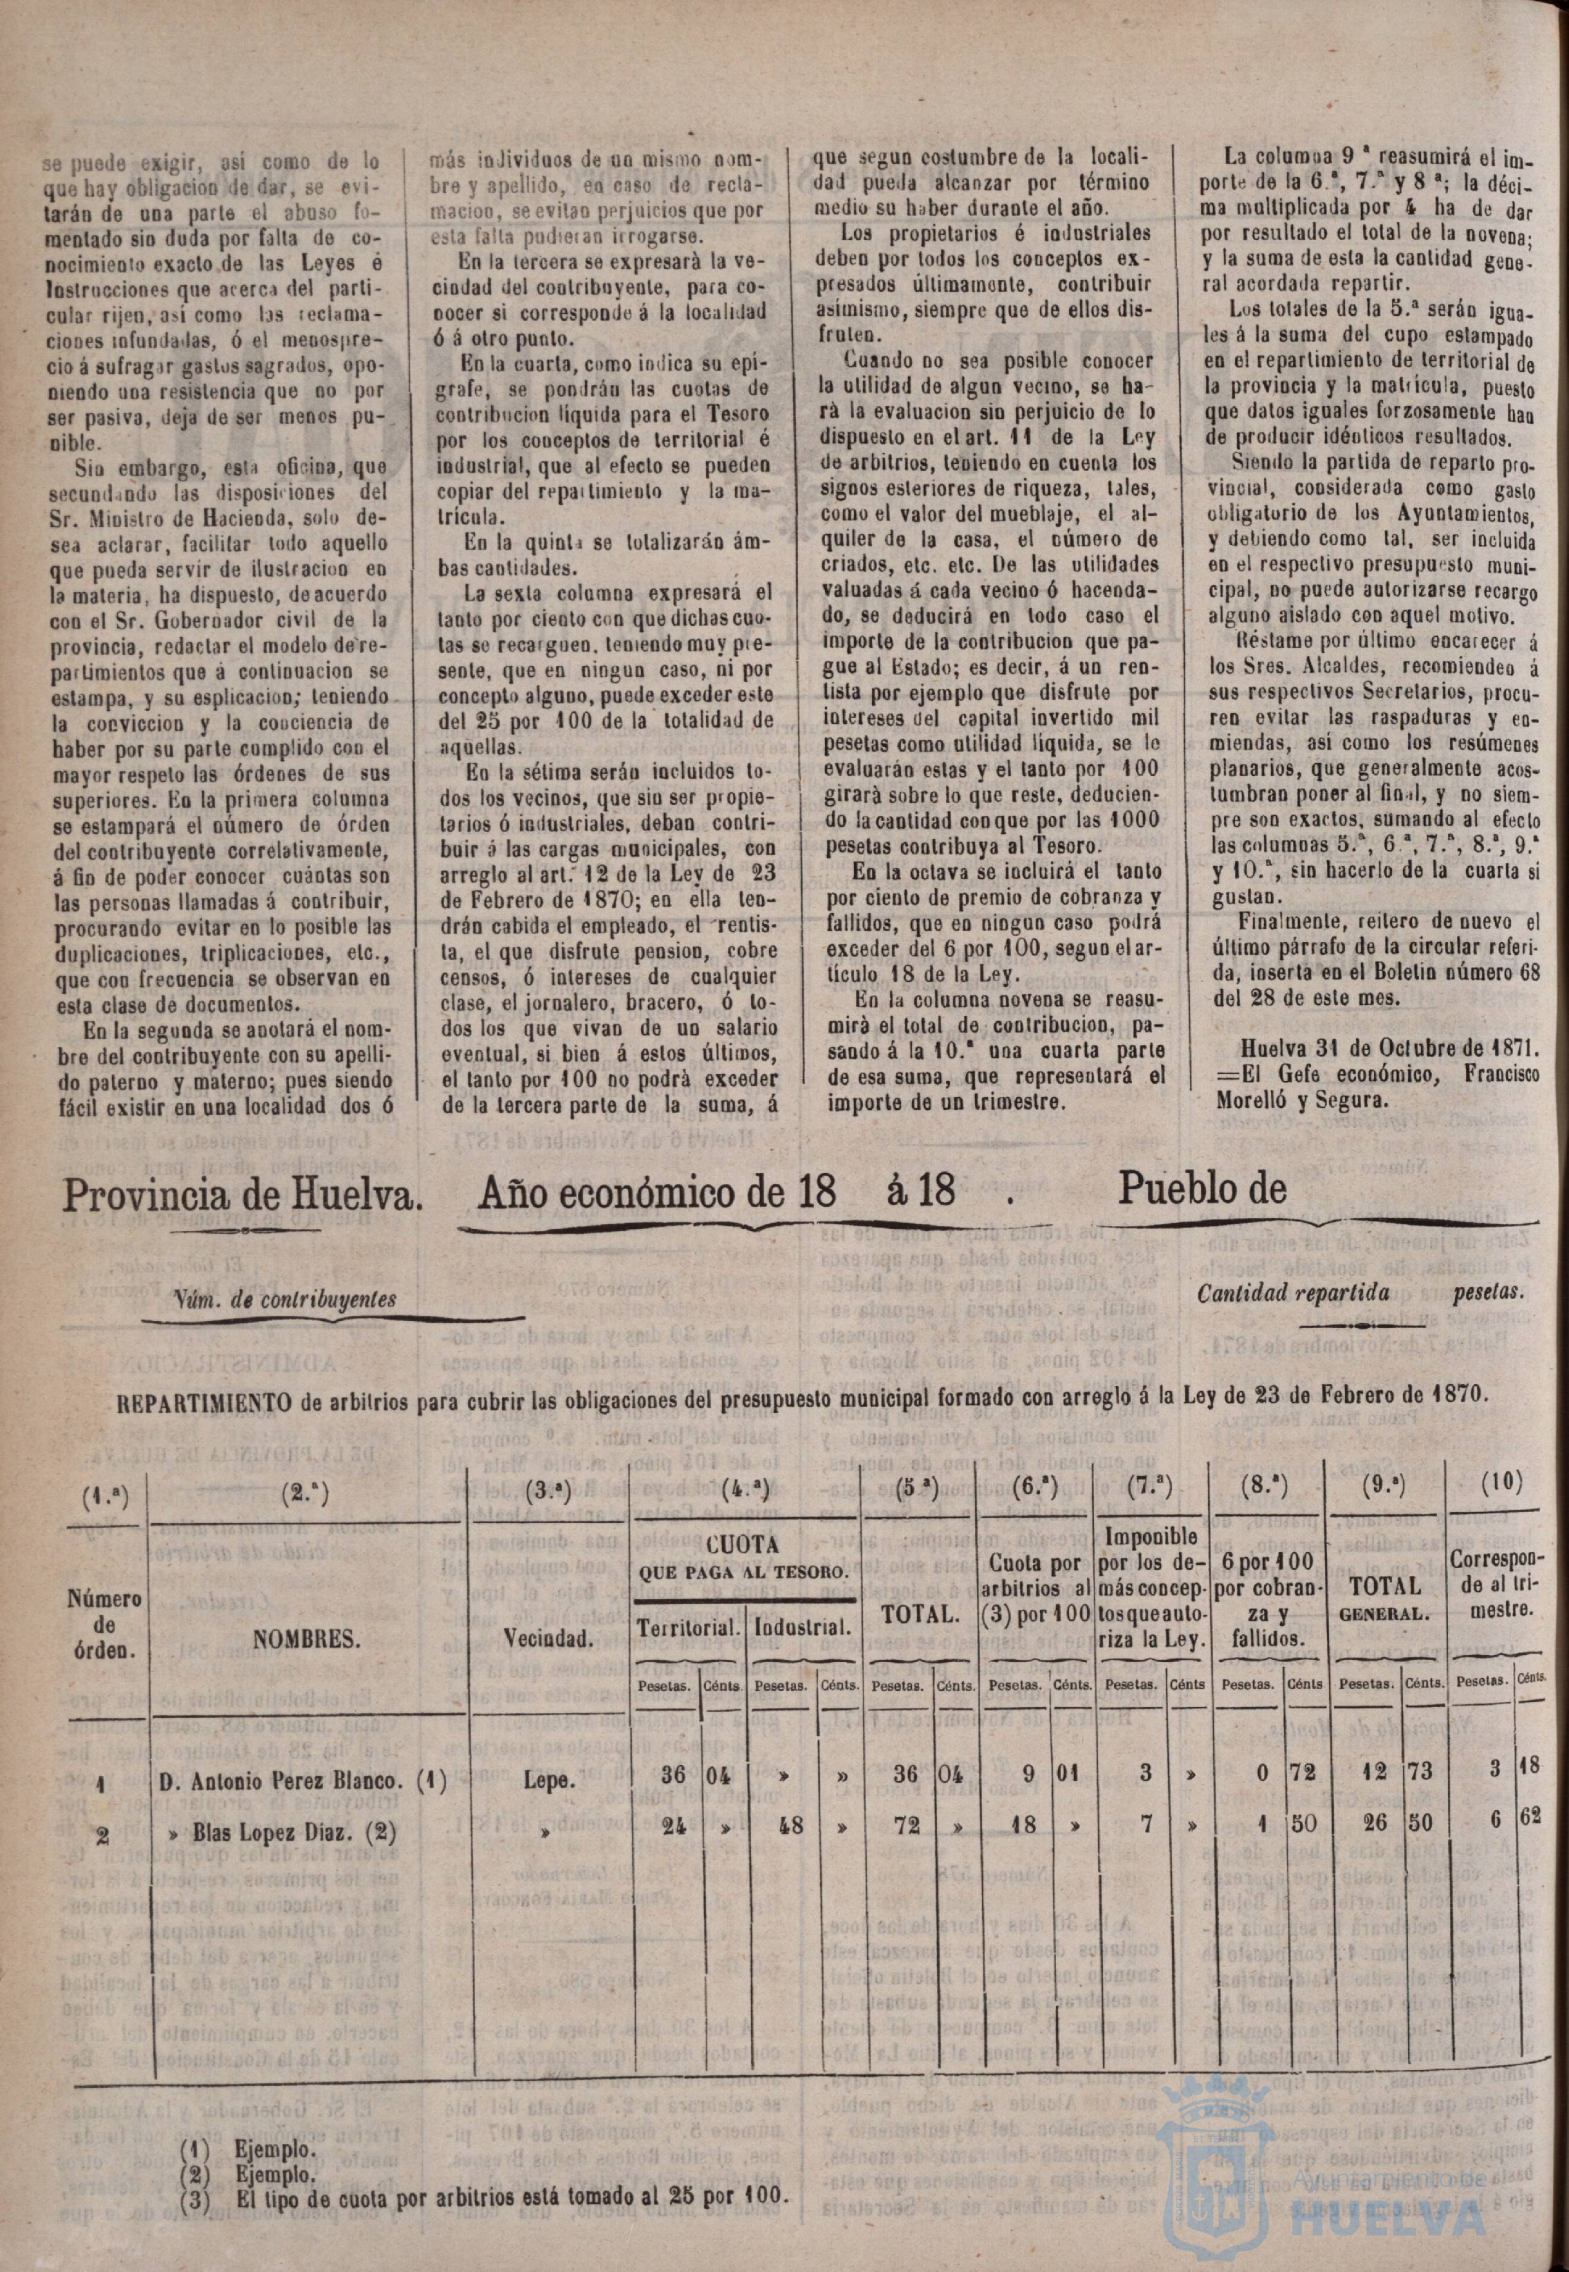 se puede exigir, así como de lo
que hay obligacion de dar, se evi-
tarán de una parte el abuso fo-
mentado sin duda por falta de co-
nocimiento exacto de las Leyes é
Instrucciones que acerca del parti-
cular rijen, así como las reclama-
ciones infundadas, ó el menospre-
cio á sufragar gastos sagrados, opo-
niendo una resistencia que no por
ser pasiva, deja de ser menos pu-
nible.
Sin embargo, esta oficina, que
secundando las disposiciones del
Sr. Ministro de Hacienda, solo de-
sea aclarar, facilitar todo aquello
que pueda servir de ilustracion en
la materia, ha dispuesto, de acuerdo
con el Sr. Gobernador civil de la
provincia, redactar el modelo de re-
partimientos que á continuacion se
estampa, y su esplicacion; teniendo
la conviccion y la conciencia de
haber por su parte cumplido con el
mayor respeto las órdenes de sus
superiores. En la primera columna
se estampará el número de órden
del contribuyente correlativamente,
á fin de poder conocer cuántas son
las personas llamadas á contribuir,
procurando evitar en lo posible las
duplicaciones, triplicaciones, etc.,
que con frecuencia se observan en
esta clase de documentos.
En la segunda se anotará el nom-
bre del contribuyente con su apelli-
do paterno y materno; pues siendo
fácil existir en una localidad dos ó
más individuos de un mismo nom-
bre y apellido, en caso de recla-
macion, se evitan perjuicios que por
esta falta pudieran irrogarse.
En la tercera se expresarà la ve-
cindad del contribuyente, para co-
nocer si corresponde á la localidad
ó á otro punto.
En la cuarta, como indica su epí-
grafe, se pondrán las cuotas de
contribucion líquida para el Tesoro
por los conceptos de territorial é
industrial, que al efecto se pueden
copiar del repartimiento y la ma-
trícula.
En la quinta se totalizarán ám-
bas cantidades.
La sexta columna expresará el
tanto por ciento con que dichas cuo-
tas se recarguen, teniendo muy pre-
sente, que en ningun caso, ni por
concepto alguno, puede exceder este
del 25 por 100 de la totalidad de
aquellas.
En la sétima serán incluidos to-
dos los vecinos, que sin ser propie-
tarios ó industriales, deban contri-
buir á las cargas municipales, con
arreglo al art. 12 de la Ley de 23
de Febrero de 1870; en ella ten-
drán cabida el empleado, el rentis-
ta, el que disfrute pension, cobre
censos, ó intereses de cualquier
clase, el jornalero, bracero, ó to-
dos los que vivan de un salario
eventual, si bien á estos últimos,
el tanto por 100 no podrà exceder
de la tercera parte de la suma, á
que segun costumbre de la locali-
dad pueda alcanzar por término
medio su haber durante el año.
Los propietarios é industriales
deben por todos los conceptos ex-
presados últimamente, contribuir
asimismo, siempre que de ellos dis-
fruten.
Cuando no sea posible conocer
la utilidad de algun vecino, se ha-
rà la evaluacion sin perjuicio de lo
dispuesto en el art. 11 de la Ley
de arbitrios, teniendo en cuenta los
signos esteriores de riqueza, tales,
como el valor del mueblaje, el al-
quiler de la casa, el número de
criados, etc. etc. De las utilidades
valuadas á cada vecino ó hacenda-
do, se deducirá en todo caso el
importe de la contribucion que pa-
gue al Estado; es decir, á un ren-
tista por ejemplo que disfrute por
intereses del capital invertido mil
pesetas como utilidad líquida, se le
evaluarán estas y el tanto por 100
girarà sobre lo que reste, deducien-
do la cantidad con que por las 1000
pesetas contribuya al Tesoro.
En la octava se incluirá el tanto
por ciento de premio de cobranza y
fallidos, que en ningun caso podrá
exceder del 6 por 100, segun el ar-
tículo 18 de la Ley.
En la columna novena se reasu-
mirà el total de contribucion, pa-
sando á la 10.ª una cuarta parte
de esa suma, que representará el
importe de un trimestre.
La columna 9 ª reasumirá el im-
porte de la 6.ª, 7.ª y 8 ª; la déci-
ma multiplicada por 4 ha de dar
por resultado el total de la novena;
y la suma de esta la cantidad gene-
ral acordada repartir.
Los totales de la 5.ª serán igua-
les á la suma del cupo estampado
en el repartimiento de territorial de
la provincia y la matrícula, puesto
que datos iguales forzosamente han
de producir idénticos resultados.
Siendo la partida de reparto pro-
vincial, considerada como gasto
obligatorio de los Ayuntamientos,
y debiendo como tal, ser incluida
en el respectivo presupuesto muni-
cipal, no puede autorizarse recargo
alguno aislado con aquel motivo.
Réstame por último encarecer á
los Sres. Alcaldes, recomienden á
sus respectivos Secretarios, procu-
ren evitar las raspaduras y en-
miendas, así como los resúmenes
planarios, que generalmente acos-
tumbran poner al final, y no siem-
pre son exactos, sumando al efecto
las columnas 5.ª, 6.ª, 7.ª, 8.ª, 9.ª
y 10.ª, sin hacerlo de la cuarta si
gustan.
Finalmente, reitero de nuevo el
último párrafo de la circular referi-
da, inserta en el Boletin número 68
del 28 de este mes.
Huelva 31 de Octubre de 1871.
=El Gefe económico, Francisco
Morelló y Segura.
Provincia de Huelva. Año económico de 18 á 18 . Pueblo de
Núm. de contribuyentes Cantidad repartida pesetas.
REPARTIMIENTO de arbitrios para cubrir las obligaciones del presupuesto municipal formado con arreglo á la Ley de 23 de Febrero de 1870.
(1.ª) (2.ª) (3.ª) (4.ª) (5 ª) (6.ª) (7.ª) (8.ª) (9.ª) (10)
Número
de
órden.
NOMBRES.
Vecindad.
CUOTA
QUE PAGA AL TESORO.
Territorial. Industrial.
TOTAL.
Cuota por
arbitrios al
(3) por 100
Imponible
por los de-
más concep-
tos que auto-
riza la Ley.
6 por 100
por cobran-
za y
fallidos.
TOTAL
GENERAL.
Correspon-
de al tri-
mestre.
Pesetas. Cénts. Pesetas. Cénts. Pesetas. Cénts. Pesetas. Cénts. Pesetas. Cénts Pesetas. Cénts Pesetas. Cénts. Pesetas. Cénts.
1 D. Antonio Perez Blanco. (1) Lepe. 36 04 » » 36 04 9 01 3 » 0 72 12 73 3 18
2 » Blas Lopez Diaz. (2) » 24 » 48 » 72 » 18 » 7 » 1 50 26 50 6 62
(1) Ejemplo.
(2) Ejemplo.
(3) El tipo de cuota por arbitrios está tomado al 25 por 100.
Ayuntamiento de
HUELVA